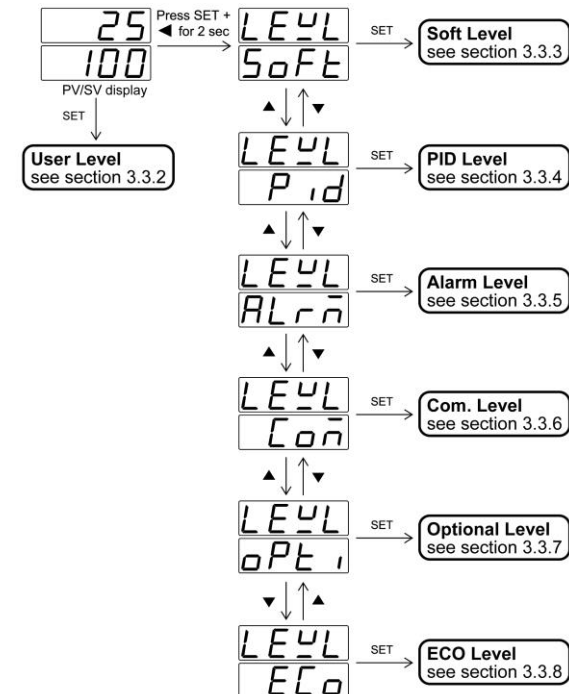 25
100
PV/SV display
Press SET +
◄ for 2 sec
SET
User Level
see section 3.3.2
LEVL
SoFt
SET
Soft Level
see section 3.3.3
▲ ▼
LEVL
Pid
SET
PID Level
see section 3.3.4
▲ ▼
LEVL
ALrm
SET
Alarm Level
see section 3.3.5
▲ ▼
LEVL
Com
SET
Com. Level
see section 3.3.6
▲ ▼
LEVL
oPti
SET
Optional Level
see section 3.3.7
▼ ▲
LEVL
ECo
SET
ECO Level
see section 3.3.8